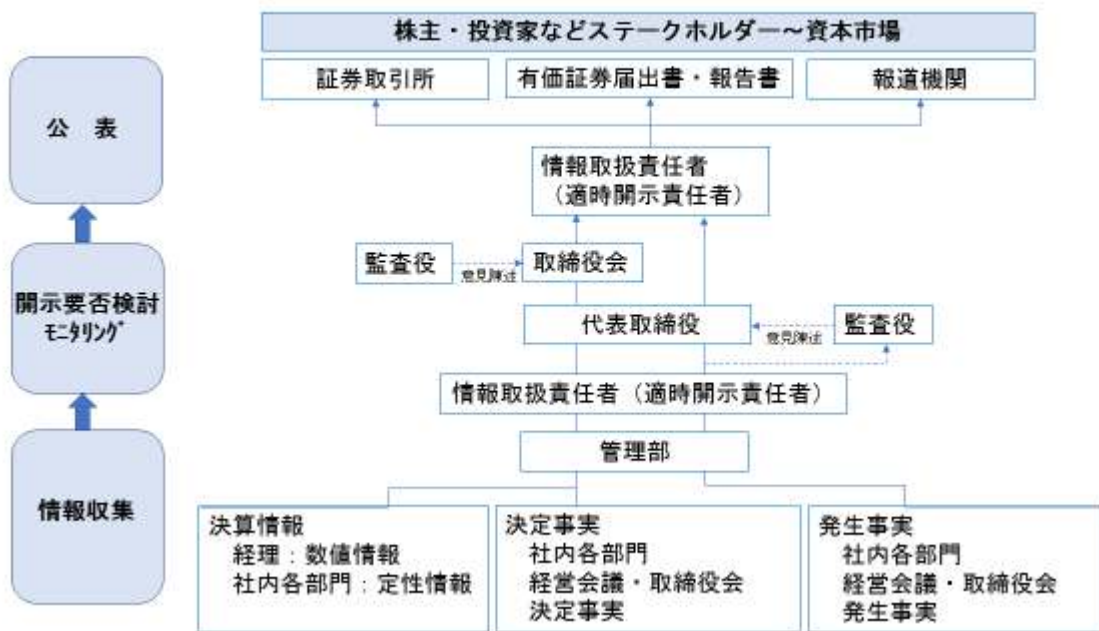 株主・投資家などステークホルダー～資本市場
証券取引所
有価証券届出書・報告書
報道機関
公 表
情報取扱責任者
（適時開示責任者）
監査役
意見陳述
取締役会
開示要否検討
ﾓﾆﾀﾘﾝｸﾞ
代表取締役
意見陳述
監査役
情報取扱責任者（適時開示責任者）
管理部
情報収集
決算情報
経理：数値情報
社内各部門：定性情報
決定事実
社内各部門
経営会議・取締役会
決定事実
発生事実
社内各部門
経営会議・取締役会
発生事実